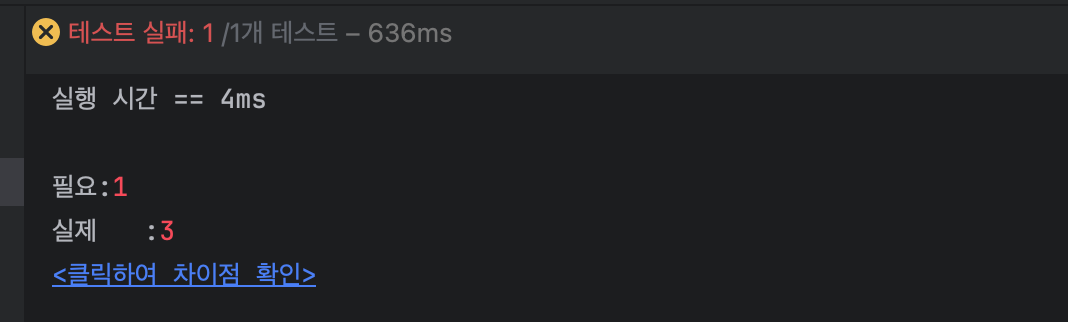 테스트 실패: 1 /1개 테스트 – 636ms
실행 시간 == 4ms
필요:1
실제   :3
<클릭하여 차이점 확인>